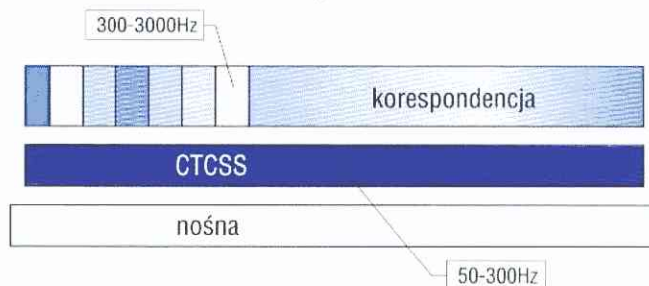 300-3000Hz
korespondencja
CTCSS
nośna
50-300Hz